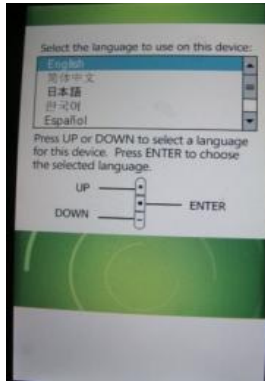 Select the language to use on this device:
English
简体中文
日本語
한국어
Español
Press UP or DOWN to select a language
for this device. Press ENTER to choose
the selected language.
UP
ENTER
DOWN